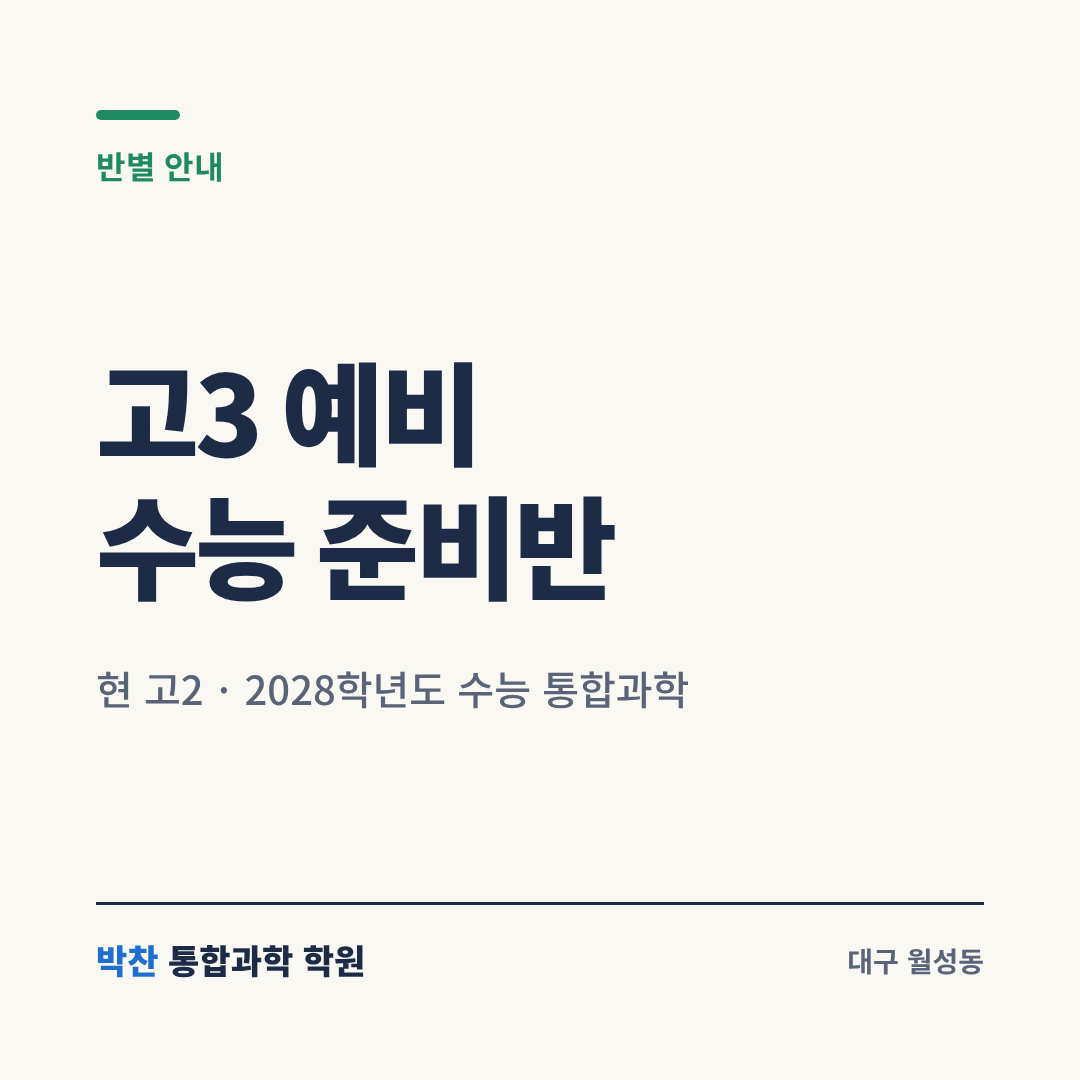 반별 안내
고3 예비
수능 준비반
현 고2 · 2028학년도 수능 통합과학
박찬 통합과학 학원
대구 월성동